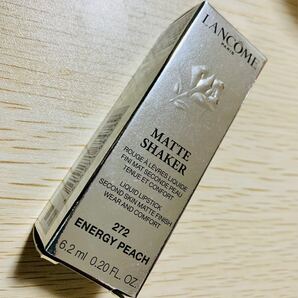 LANCÔME
PARIS
MATTE
SHAKER
ROUGE À LÈVRES LIQUIDE
FINI MAT SECONDE PEAU
TENUE ET CONFORT
LIQUID LIPSTICK
SECOND SKIN MATTE FINISH
WEAR AND COMFORT
272
ENERGY PEACH
6.2 ml 0.20 FL. OZ.